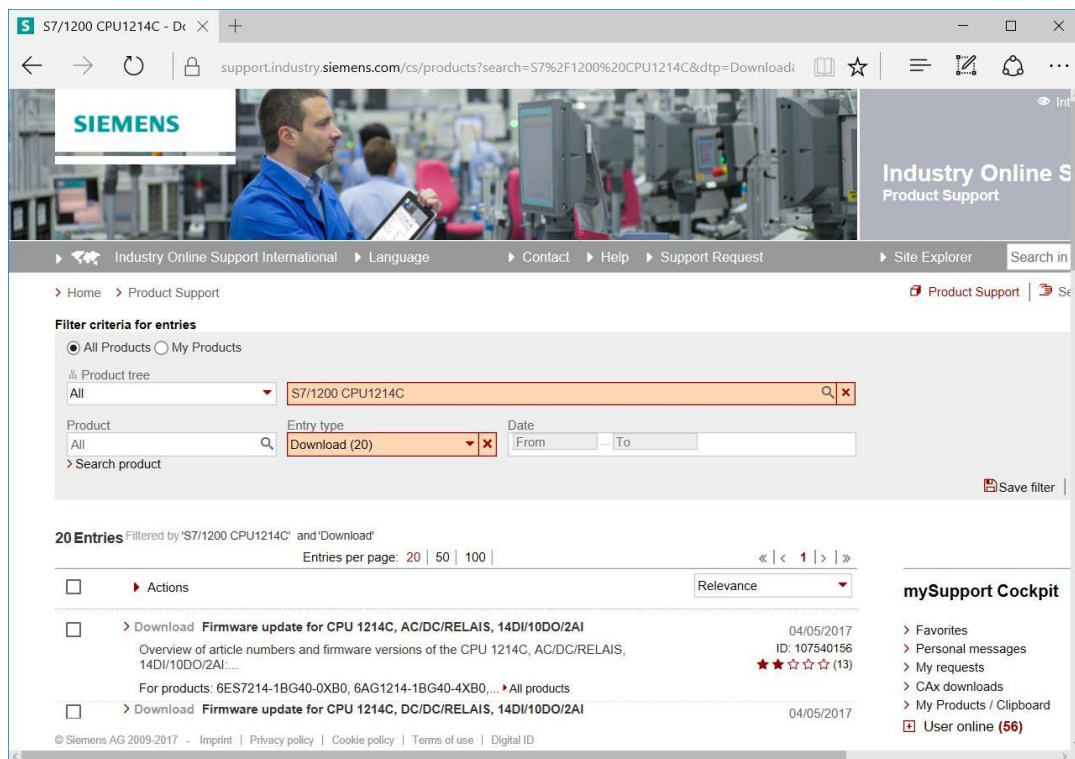 S S7/1200 CPU1214C - Do
support.industry.siemens.com/cs/products?search=S7%2F1200%20CPU1214C&dtp=Download&
Int
SIEMENS
Industry Online S
Product Support
Industry Online Support International Language Contact Help Support Request Site Explorer Search in
> Home > Product Support Product Support Se
Filter criteria for entries
All Products My Products
Product tree
All S7/1200 CPU1214C
Product Entry type Date
All Download (20) From To
> Search product
Save filter
20 Entries Filtered by 'S7/1200 CPU1214C' and 'Download'
Entries per page: 20 | 50 | 100 | « | < 1 | > | »
Actions Relevance
mySupport Cockpit
> Download Firmware update for CPU 1214C, AC/DC/RELAIS, 14DI/10DO/2AI 04/05/2017
Overview of article numbers and firmware versions of the CPU 1214C, AC/DC/RELAIS, ID: 107540156
14DI/10DO/2AI:... (13)
For products: 6ES7214-1BG40-0XB0, 6AG1214-1BG40-4XB0,... All products
> Download Firmware update for CPU 1214C, DC/DC/RELAIS, 14DI/10DO/2AI 04/05/2017
> Favorites
> Personal messages
> My requests
> CAx downloads
> My Products / Clipboard
User online (56)
© Siemens AG 2009-2017 - Imprint | Privacy policy | Cookie policy | Terms of use | Digital ID